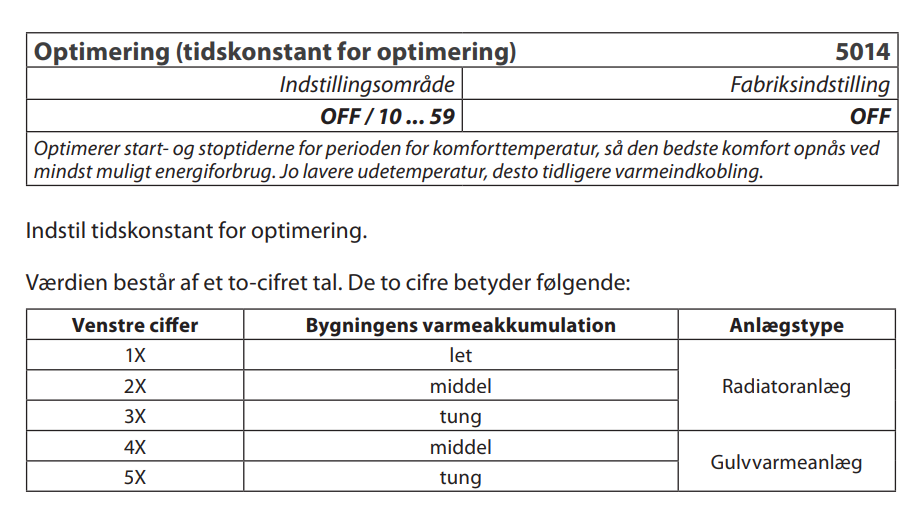 Optimering (tidskonstant for optimering) 5014
Indstillingsområde Fabriksindstilling
OFF / 10 ... 59 OFF
Optimerer start- og stoptiderne for perioden for komforttemperatur, så den bedste komfort opnås ved
mindst muligt energiforbrug. Jo lavere udetemperatur, desto tidligere varmeindkobling.
Indstil tidskonstant for optimering.
Værdien består af et to-cifret tal. De to cifre betyder følgende:
Venstre ciffer Bygningens varmeakkumulation Anlægstype
1X let
2X middel Radiatoranlæg
3X tung
4X middel
Gulvvarmeanlæg
5X tung